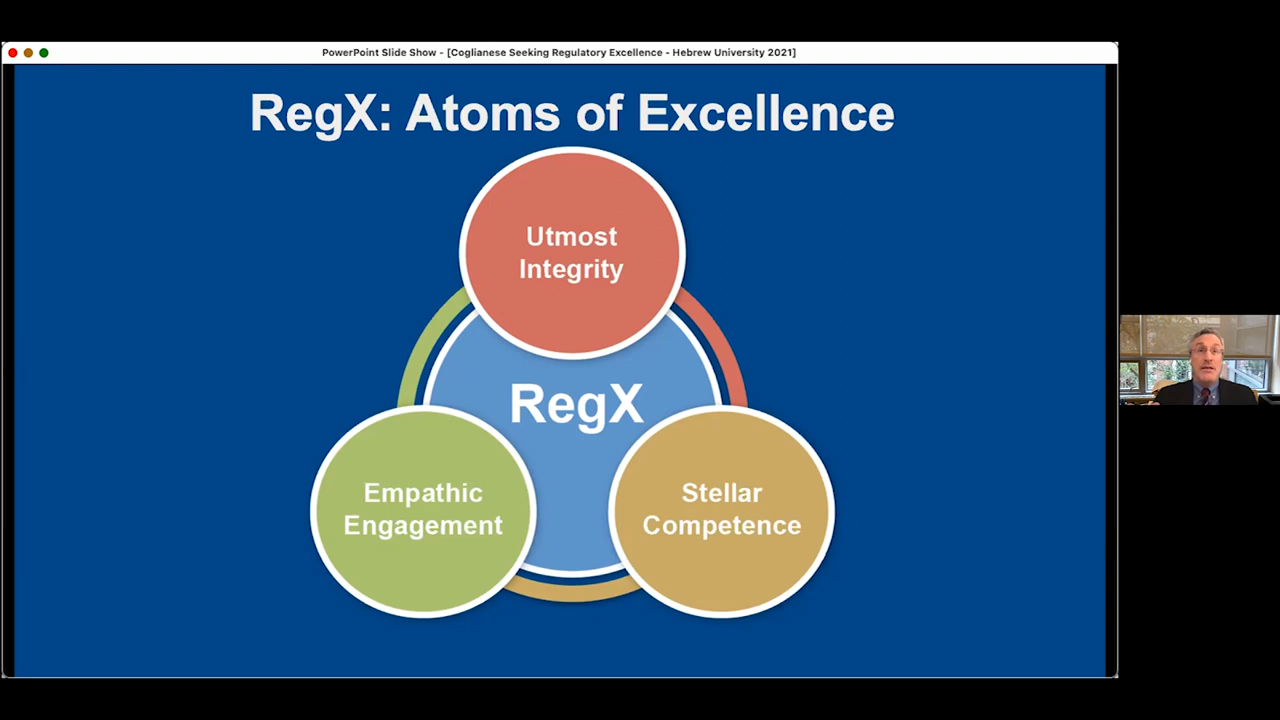 PowerPoint Slide Show - [Coglianese Seeking Regulatory Excellence - Hebrew University 2021]
RegX: Atoms of Excellence
Utmost
Integrity
RegX
Empathic
Engagement
Stellar
Competence